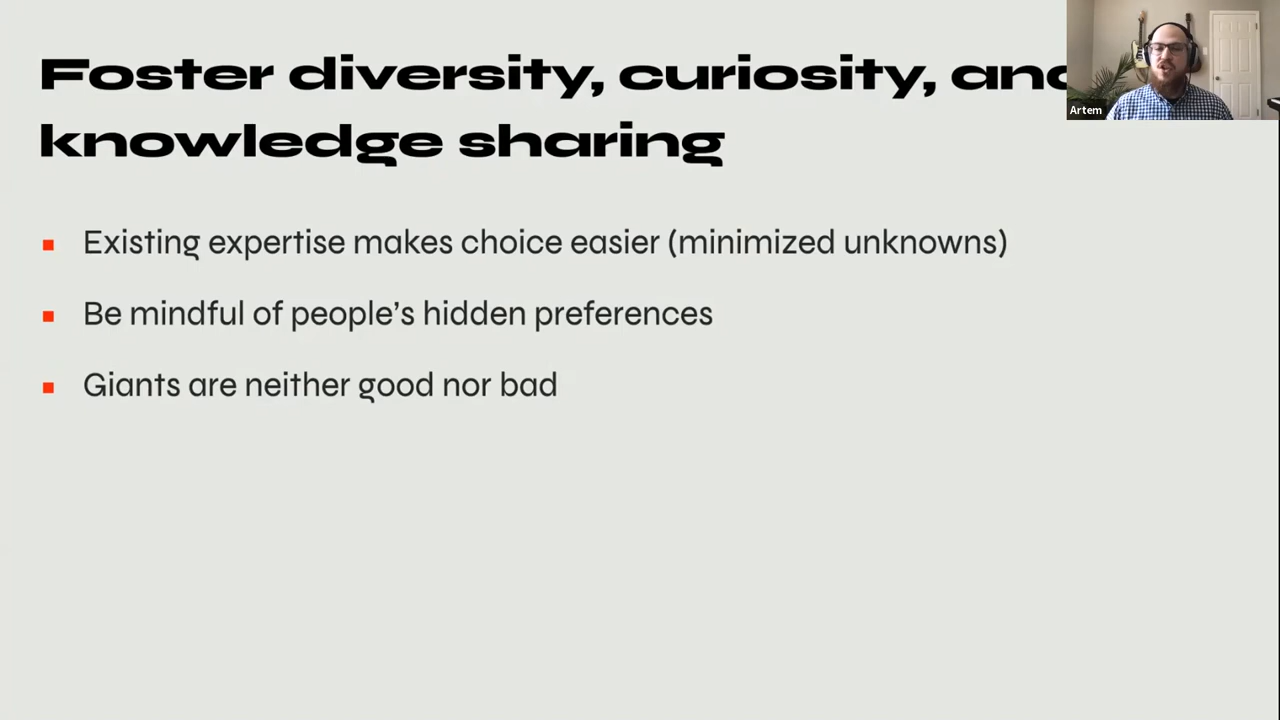 Foster diversity, curiosity, and
knowledge sharing
Existing expertise makes choice easier (minimized unknowns)
Be mindful of people's hidden preferences
Giants are neither good nor bad
Artem